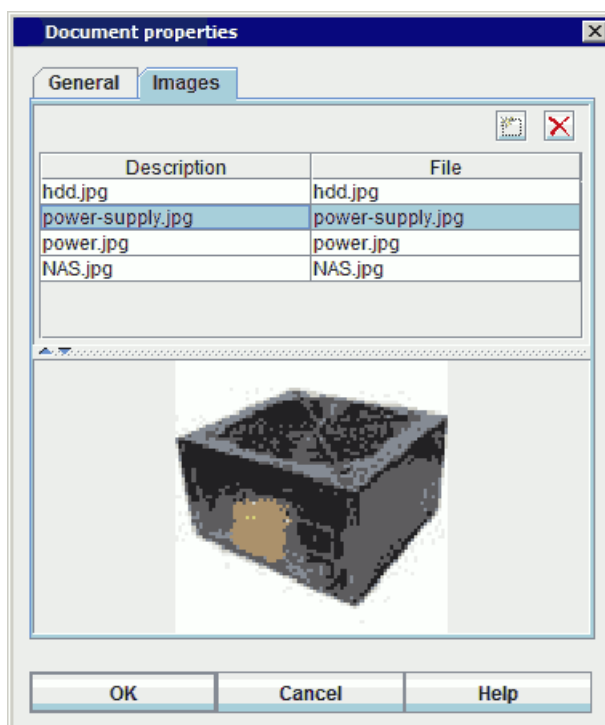 Document properties
General Images
Description File
hdd.jpg hdd.jpg
power-supply.jpg power-supply.jpg
power.jpg power.jpg
NAS.jpg NAS.jpg
OK Cancel Help